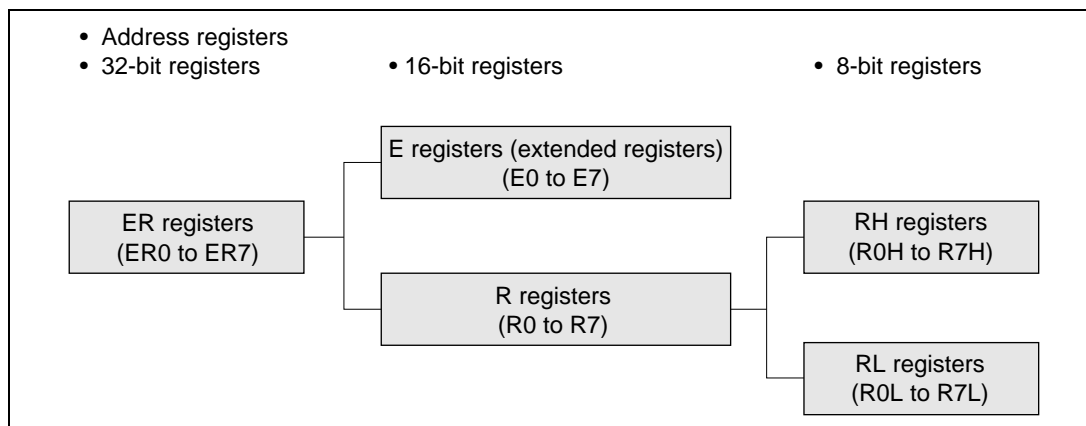 • Address registers
• 32-bit registers
• 16-bit registers
• 8-bit registers
E registers (extended registers)
(E0 to E7)
ER registers
(ER0 to ER7)
RH registers
(R0H to R7H)
R registers
(R0 to R7)
RL registers
(R0L to R7L)